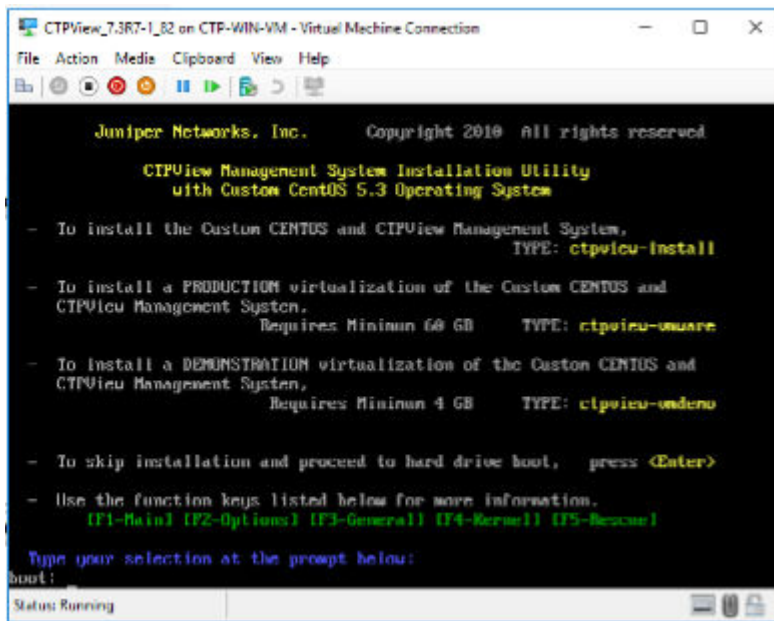 CTPView_7.3R7-1_82 on CTP-WIN-VM - Virtual Machine Connection
File Action Media Clipboard View Help
Juniper Networks, Inc. Copyright 2010 All rights reserved
CTPView Management System Installation Utility
with Custom CentOS 5.3 Operating System
- To install the Custom CENTOS and CTPView Management System,
TYPE: ctpview-install
- To install a PRODUCTION virtualization of the Custom CENTOS and
CTPView Management System,
Requires Minimum 60 GB TYPE: ctpview-vmware
- To install a DEMONSTRATION virtualization of the Custom CENTOS and
CTPView Management System,
Requires Minimum 4 GB TYPE: ctpview-vmdemo
- To skip installation and proceed to hard drive boot, press <Enter>
- Use the function keys listed below for more information.
[F1-Main] [F2-Options] [F3-General] [F4-Kernel] [F5-Rescue]
Type your selection at the prompt below:
boot: _
Status: Running